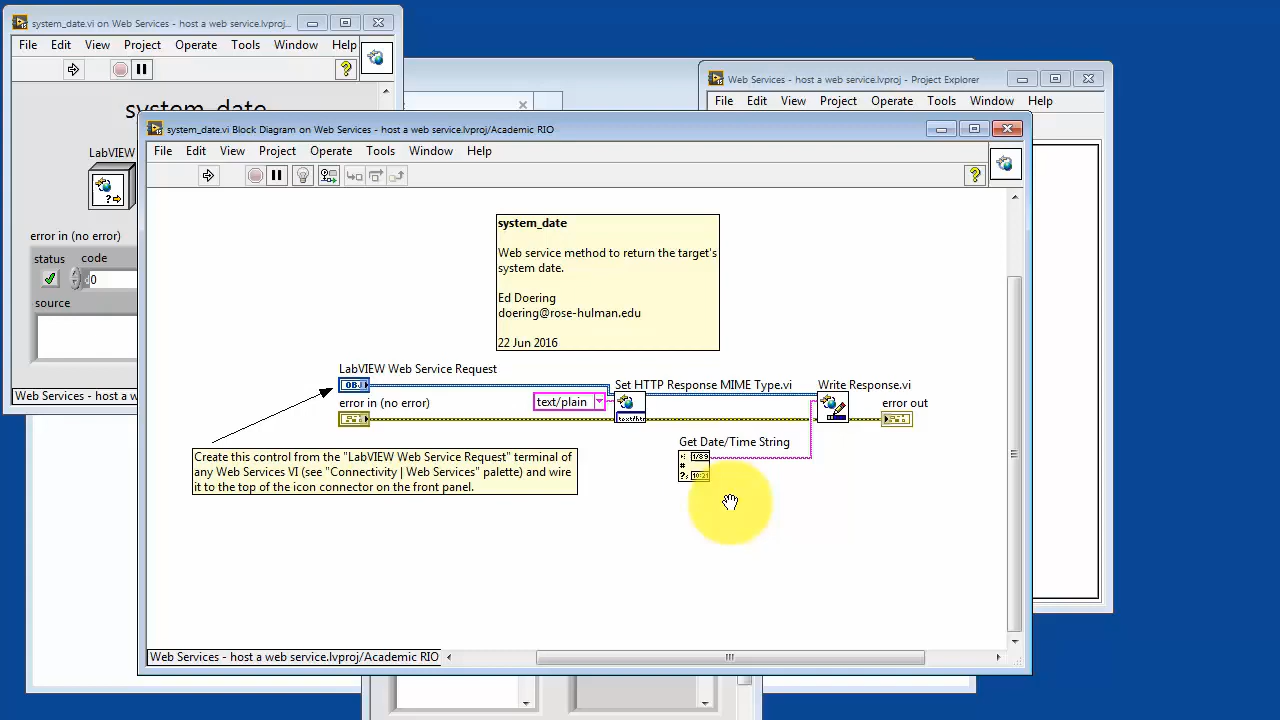 system_date.vi on Web Services - host a web service.lvproj...
File Edit View Project Operate Tools Window Help
system_date
LabVIEW
error in (no error)
status code
0
source
Web Services - host a
Web Services - host a web service.lvproj - Project Explorer
File Edit View Project Operate Tools Window Help
system_date.vi Block Diagram on Web Services - host a web service.lvproj/Academic RIO
File Edit View Project Operate Tools Window Help
system_date
Web service method to return the target's
system date.
Ed Doering
doering@rose-hulman.edu
22 Jun 2016
LabVIEW Web Service Request
OBJ
error in (no error)
text/plain
Set HTTP Response MIME Type.vi
Write Response.vi
error out
Get Date/Time String
Create this control from the "LabVIEW Web Service Request" terminal of
any Web Services VI (see "Connectivity | Web Services" palette) and wire
it to the top of the icon connector on the front panel.
Web Services - host a web service.lvproj/Academic RIO